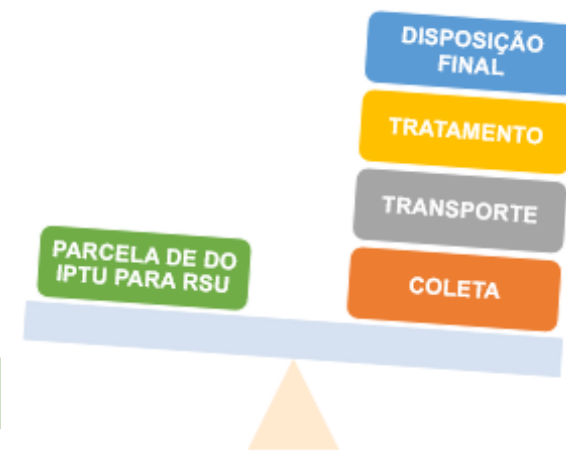 DISPOSIÇÃO
FINAL
TRATAMENTO
TRANSPORTE
PARCELA DE DO
IPTU PARA RSU
COLETA